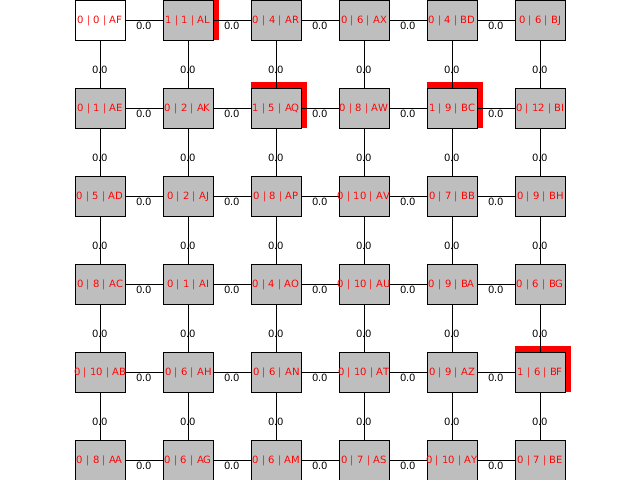 0 | 0 | AF 0.0 1 | 1 | AL 0.0 0 | 4 | AR 0.0 0 | 6 | AX 0.0 0 | 4 | BD 0.0 0 | 6 | BJ
0.0 0.0 0.0 0.0 0.0 0.0
0 | 1 | AE 0.0 0 | 2 | AK 0.0 1 | 5 | AQ 0.0 0 | 8 | AW 0.0 1 | 9 | BC 0.0 0 | 12 | BI
0.0 0.0 0.0 0.0 0.0 0.0
0 | 5 | AD 0.0 0 | 2 | AJ 0.0 0 | 8 | AP 0.0 0 | 10 | AV 0.0 0 | 7 | BB 0.0 0 | 9 | BH
0.0 0.0 0.0 0.0 0.0 0.0
0 | 8 | AC 0.0 0 | 1 | AI 0.0 0 | 4 | AO 0.0 0 | 10 | AU 0.0 0 | 9 | BA 0.0 0 | 6 | BG
0.0 0.0 0.0 0.0 0.0 0.0
0 | 10 | AB 0.0 0 | 6 | AH 0.0 0 | 6 | AN 0.0 0 | 10 | AT 0.0 0 | 9 | AZ 0.0 1 | 6 | BF
0.0 0.0 0.0 0.0 0.0 0.0
0 | 8 | AA 0.0 0 | 6 | AG 0.0 0 | 6 | AM 0.0 0 | 7 | AS 0.0 0 | 10 | AY 0.0 0 | 7 | BE